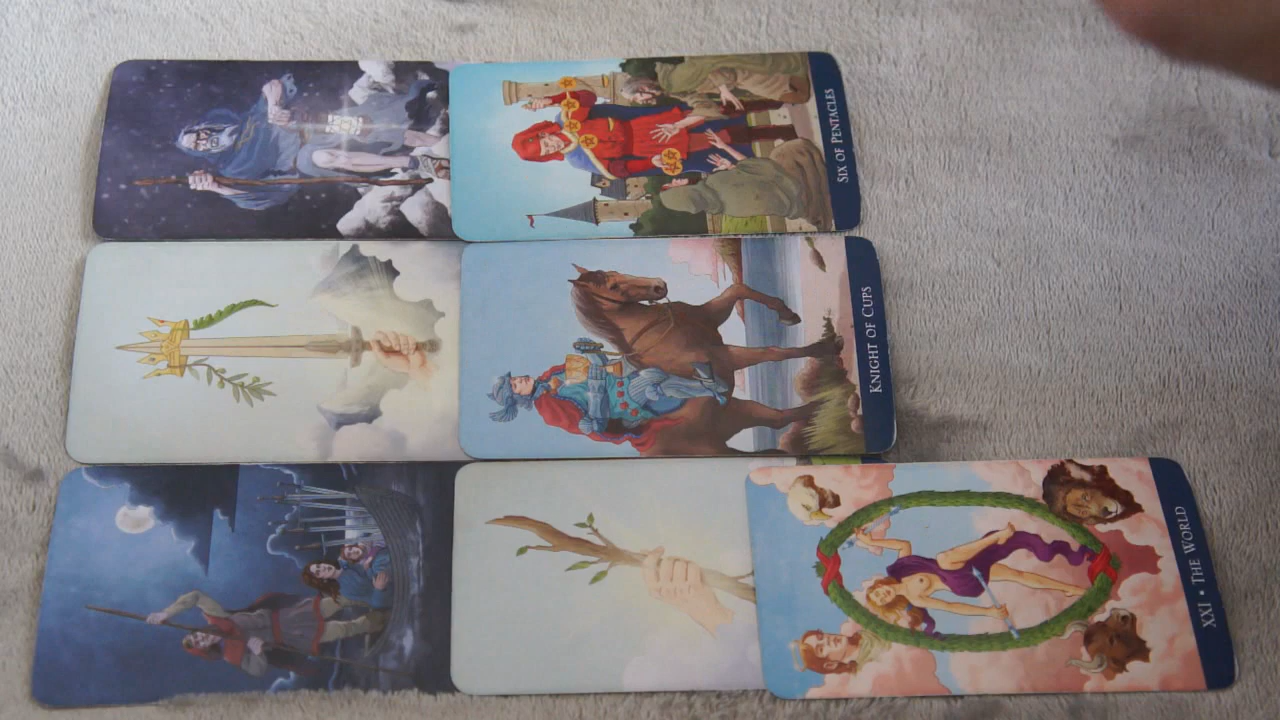 SIX OF PENTACLES
KNIGHT OF CUPS
XXI • THE WORLD